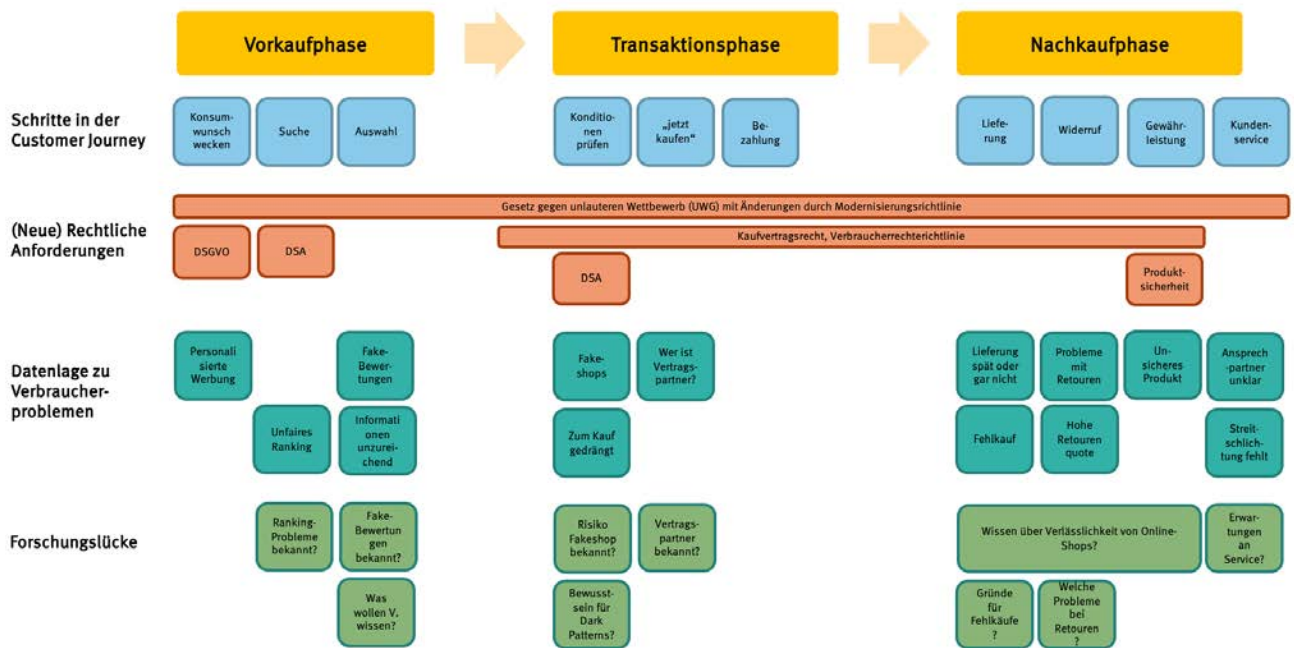 Vorkaufphase
Transaktionsphase
Nachkaufphase
Schritte in der
Customer Journey
Konsum-
wunsch
wecken
Suche
Auswahl
Konditio-
nen
prüfen
„jetzt
kaufen“
Be-
zahlung
Liefe-
rung
Widerruf
Gewähr-
leistung
Kunden-
service
(Neue) Rechtliche
Anforderungen
Gesetz gegen unlauteren Wettbewerb (UWG) mit Änderungen durch Modernisierungsrichtlinie
Kaufvertragsrecht, Verbraucherrechterichtlinie
DSGVO
DSA
DSA
Produkt-
sicherheit
Datenlage zu
Verbraucher-
problemen
Personali
sierte
Werbung
Fake-
Bewer-
tungen
Fake-
shops
Wer ist
Vertrags-
partner?
Lieferung
spät oder
gar nicht
Probleme
mit
Retouren
Un-
sicheres
Produkt
Ansprech
-partner
unklar
Unfaires
Ranking
Informati
onen
unzurei-
chend
Zum Kauf
gedrängt
Fehlkauf
Hohe
Retouren
quote
Streit-
schlich-
tung fehlt
Forschungslücke
Ranking-
Probleme
bekannt?
Fake-
Bewertun
gen
bekannt?
Risiko
Fakeshop
bekannt?
Vertrags-
partner
bekannt?
Wissen über Verlässlichkeit von Online-
Shops?
Erwar-
tungen
an
Service?
Was
wollen V.
wissen?
Bewusst-
sein für
Dark
Patterns?
Gründe
für
Fehlkäufe
?
Welche
Probleme
bei
Retouren
?